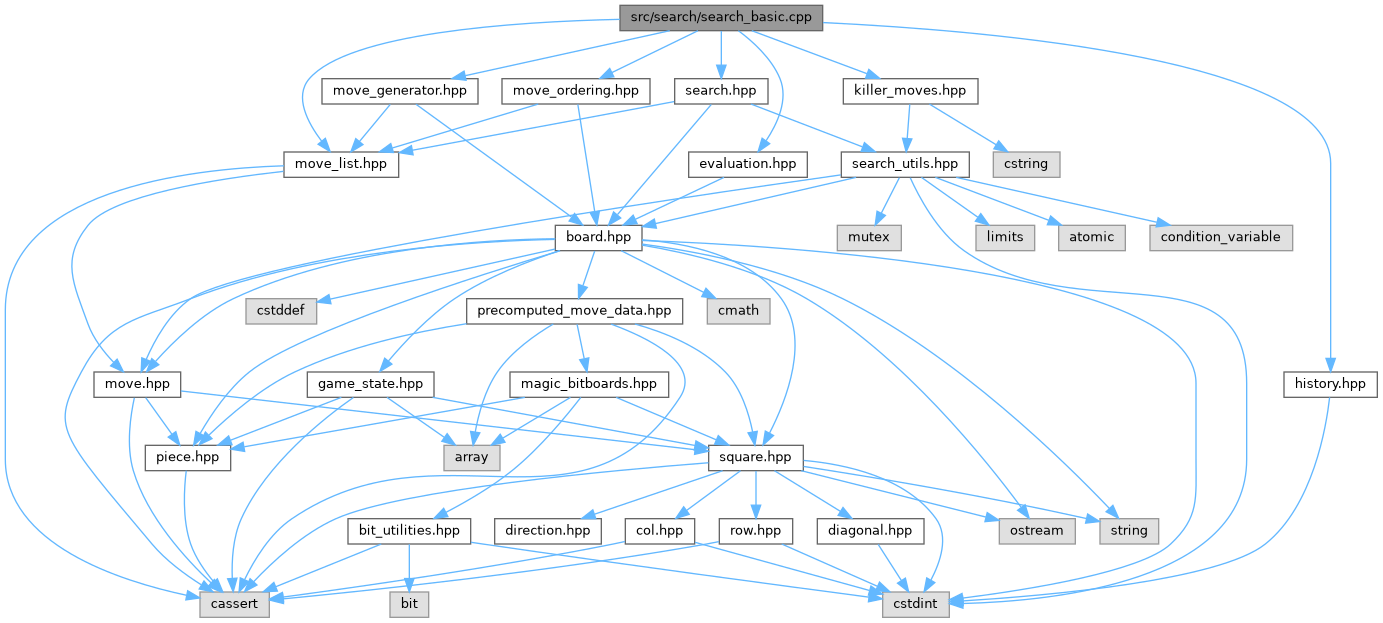 src/search/search_basic.cpp
move_generator.hpp
move_ordering.hpp
search.hpp
killer_moves.hpp
move_list.hpp
evaluation.hpp
search_utils.hpp
cstring
board.hpp
mutex
limits
atomic
condition_variable
cstddef
precomputed_move_data.hpp
cmath
move.hpp
game_state.hpp
magic_bitboards.hpp
history.hpp
piece.hpp
array
square.hpp
bit_utilities.hpp
direction.hpp
col.hpp
row.hpp
diagonal.hpp
ostream
string
cassert
bit
cstdint